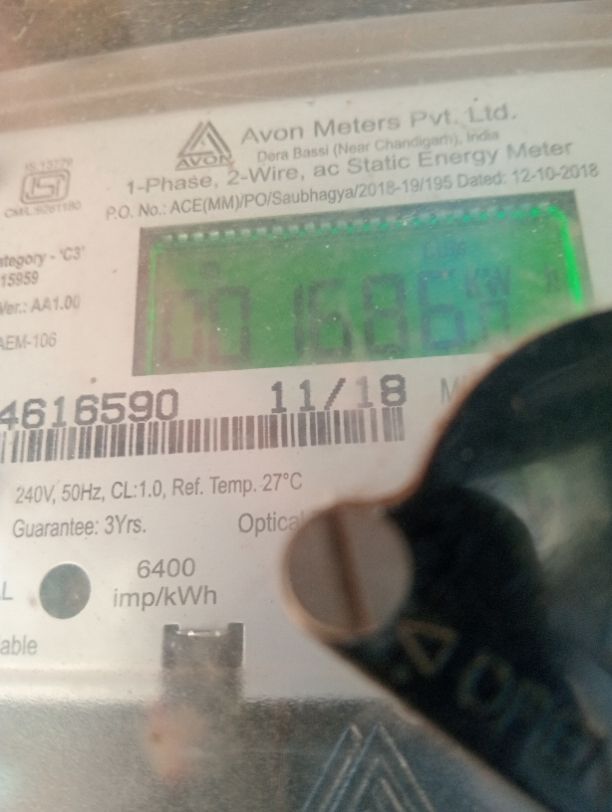 Avon Meters Pvt. Ltd.
Dera Bassi (Near Chandigarh), India
AVON
1-Phase, 2-Wire, ac Static Energy Meter
P.O. No.: ACE(MM)/PO/Saubhagya/2018-19/195 Dated: 12-10-2018
IS 13779
ISI
ategory - 'C3'
15959
Ver.: AA1.00
AEM-106
kW h
4616590 11/18
240V, 50Hz, CL:1.0, Ref. Temp. 27°C
Guarantee: 3Yrs. Optical
6400
imp/kWh
able